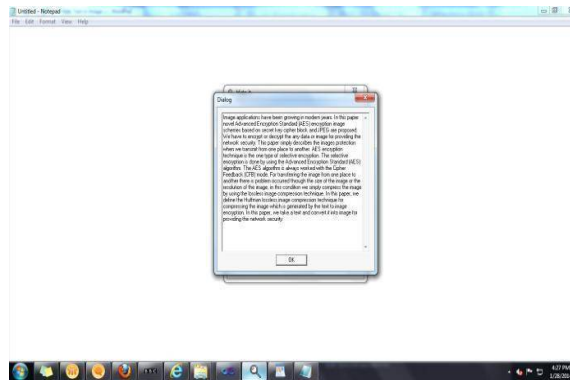 Untitled - Notepad
File Edit Format View Help
Dialog
Image applications have been growing in modern years. In this paper
novel Advanced Encryption Standard (AES) encryption image
schemes based on secret key cipher block and JPEG are proposed.
We have to encrypt or decrypt the any data or image for providing the
network security. This paper simply describes the images protection
when we transmit from one place to another. AES encryption
technique is the one type of selective encryption. The selective
encryption is done by using the Advanced Encryption Standard (AES)
algorithm. The AES algorithm is always worked with the Cipher
Feedback (CFB) mode. For transferring the image from one place to
another there is problem occurred through the size of the image or the
resolution of the image, in this condition we simply compress the image
by using the lossless image compression technique. In this paper, we
define the Huffman lossless image compression technique for
compressing the image which is generated by the text to image
encryption. In this paper, we take a text and convert it into image for
providing the network security.
OK
4:27 PM